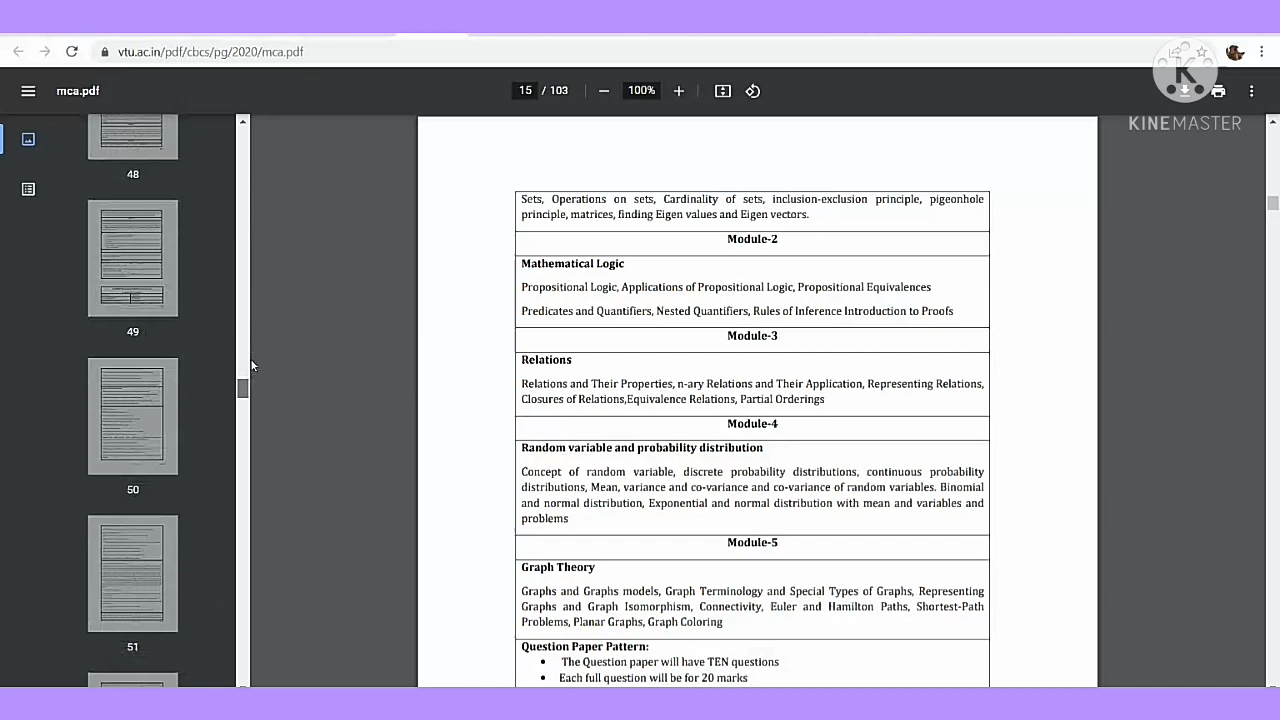 vtu.ac.in/pdf/cbcs/pg/2020/mca.pdf
mca.pdf
15 / 103
100%
K
KINEMASTER
48
49
50
51
Sets, Operations on sets, Cardinality of sets, inclusion-exclusion principle, pigeonhole
principle, matrices, finding Eigen values and Eigen vectors.
Module-2
Mathematical Logic
Propositional Logic, Applications of Propositional Logic, Propositional Equivalences
Predicates and Quantifiers, Nested Quantifiers, Rules of Inference Introduction to Proofs
Module-3
Relations
Relations and Their Properties, n-ary Relations and Their Application, Representing Relations,
Closures of Relations,Equivalence Relations, Partial Orderings
Module-4
Random variable and probability distribution
Concept of random variable, discrete probability distributions, continuous probability
distributions, Mean, variance and co-variance and co-variance of random variables. Binomial
and normal distribution, Exponential and normal distribution with mean and variables and
problems
Module-5
Graph Theory
Graphs and Graphs models, Graph Terminology and Special Types of Graphs, Representing
Graphs and Graph Isomorphism, Connectivity, Euler and Hamilton Paths, Shortest-Path
Problems, Planar Graphs, Graph Coloring
Question Paper Pattern:
• The Question paper will have TEN questions
• Each full question will be for 20 marks